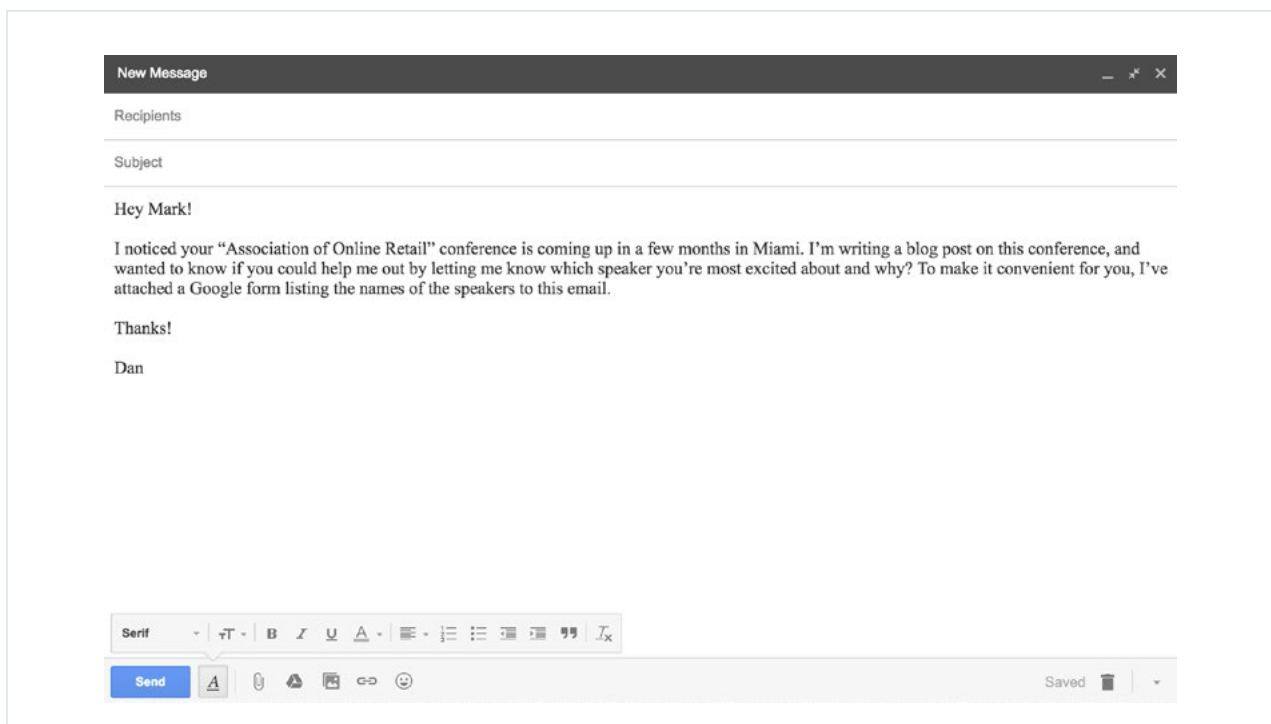 New Message
Recipients
Subject
Hey Mark!
I noticed your “Association of Online Retail” conference is coming up in a few months in Miami. I’m writing a blog post on this conference, and
wanted to know if you could help me out by letting me know which speaker you’re most excited about and why? To make it convenient for you, I’ve
attached a Google form listing the names of the speakers to this email.
Thanks!
Dan
Serif
Send
Saved